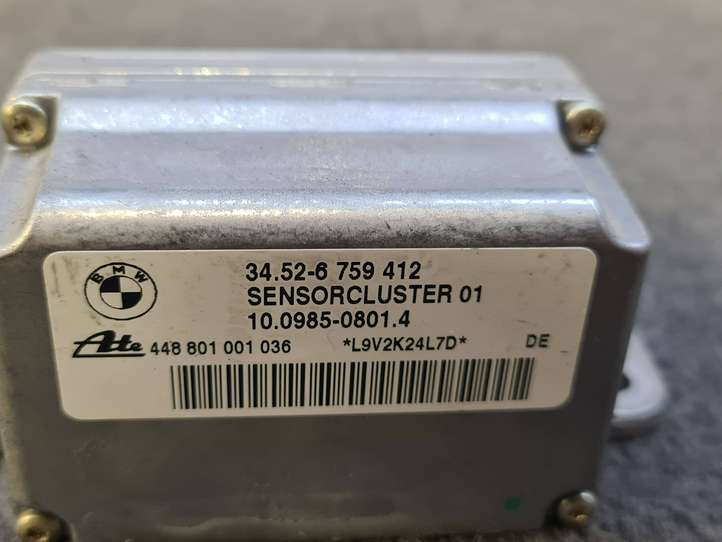 BMW
34.52-6 759 412
SENSORCLUSTER 01
10.0985-0801.4
Ate 448 801 001 036 *L9V2K24L7D* DE